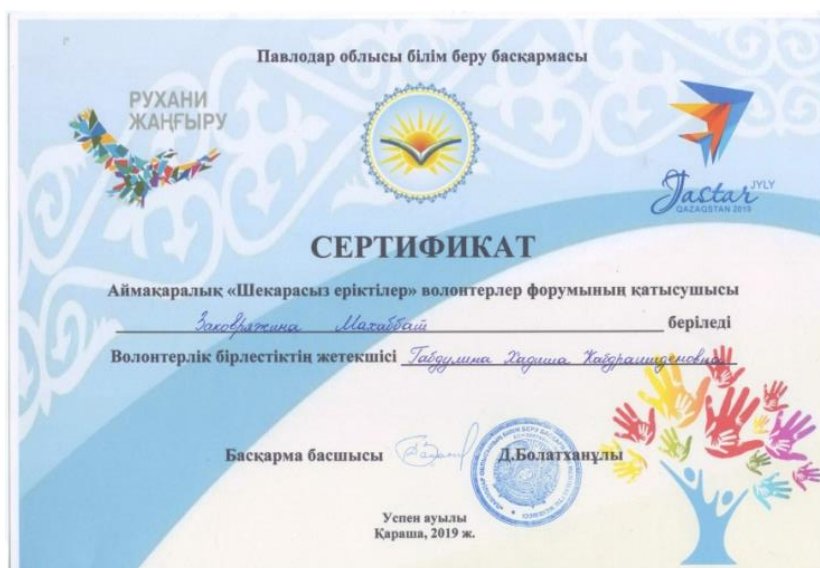 Павлодар облысы білім беру басқармасы
РУХАНИ
ЖАҢҒЫРУ
Jastar JYLY
QAZAQSTAN 2019
СЕРТИФИКАТ
Аймақаралық «Шекарасыз еріктілер» волонтерлер форумының қатысушысы
Заковряжина Махаббат беріледі
Волонтерлік бірлестіктің жетекшісі Габдулина Хадиша
Басқарма басшысы Д.Болатханұлы
Успен ауылы
Қараша, 2019 ж.